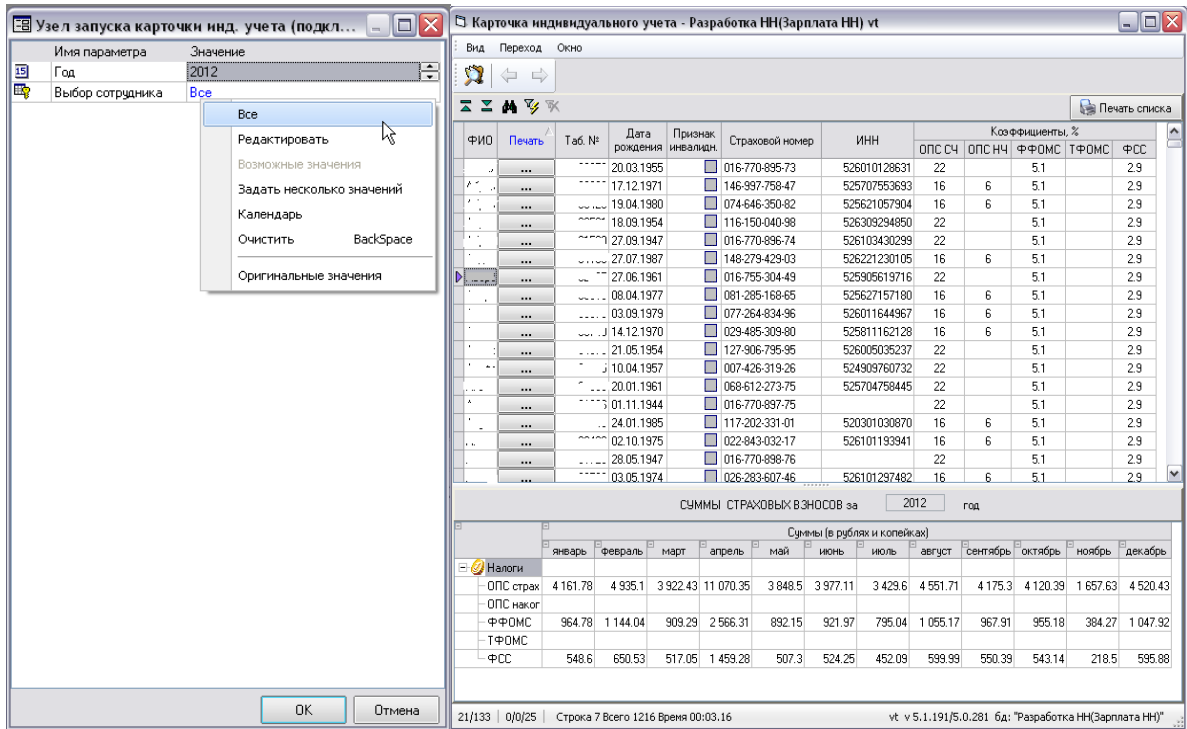 Узел запуска карточки инд. учета (подкл...
Имя параметра Значение
15 Год 2012
Выбор сотрудника Все
Все
Редактировать
Возможные значения
Задать несколько значений
Календарь
Очистить BackSpace
Оригинальные значения
OK Отмена
Карточка индивидуального учета - Разработка НН(Зарплата НН) vt
Вид Переход Окно
Печать списка
ФИО Печать Таб. № Дата рождения Признак инвалидн. Страховой номер ИНН Коэффициенты, %
ОПС СЧ ОПС НЧ ФФОМС ТФОМС ФСС
... 20.03.1955 016-770-895-73 526010128631 22 5.1 2.9
... 17.12.1971 146-997-758-47 525707553693 16 6 5.1 2.9
... 19.04.1980 074-646-350-82 525621057904 16 6 5.1 2.9
... 18.09.1954 116-150-040-98 526309294850 22 5.1 2.9
... 27.09.1947 016-770-896-74 526103430299 22 5.1 2.9
... 27.07.1987 148-279-429-03 526221230105 16 6 5.1 2.9
... 27.06.1961 016-755-304-49 525905619716 22 5.1 2.9
... 08.04.1977 081-285-168-65 525627157180 16 6 5.1 2.9
... 03.09.1979 077-264-834-96 526011644967 16 6 5.1 2.9
... 14.12.1970 029-485-309-80 525811162128 16 6 5.1 2.9
... 21.05.1954 127-906-795-95 526005035237 22 5.1 2.9
... 10.04.1957 007-426-319-26 524909760732 22 5.1 2.9
... 20.01.1961 068-612-273-75 525704758445 22 5.1 2.9
... 01.11.1944 016-770-897-75 22 5.1 2.9
... 24.01.1985 117-202-331-01 520301030870 16 6 5.1 2.9
... 02.10.1975 022-843-032-17 526101193941 16 6 5.1 2.9
... 28.05.1947 016-770-898-76 22 5.1 2.9
... 03.05.1974 026-283-607-46 526101297482 16 6 5.1 2.9
СУММЫ СТРАХОВЫХ ВЗНОСОВ за 2012 год
Суммы (в рублях и копейках)
январь февраль март апрель май июнь июль август сентябрь октябрь ноябрь декабрь
Налоги
ОПС страх 4 161.78 4 935.1 3 922.43 11 070.35 3 848.5 3 977.11 3 429.6 4 551.71 4 175.3 4 120.39 1 657.63 4 520.43
ОПС накоп
ФФОМС 964.78 1 144.04 909.29 2 566.31 892.15 921.97 795.04 1 055.17 967.91 955.18 384.27 1 047.92
ТФОМС
ФСС 548.6 650.53 517.05 1 459.28 507.3 524.25 452.09 599.99 550.39 543.14 218.5 595.88
21/133 0/0/25 Строка 7 Всего 1216 Время 00:03.16 vt v 5.1.191/5.0.281 бд: "Разработка НН(Зарплата НН)"